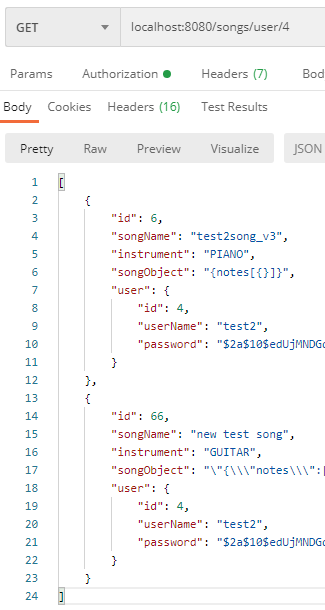 GET localhost:8080/songs/user/4
Params Authorization Headers (7)
Body Cookies Headers (16) Test Results
Pretty Raw Preview Visualize JSON
1 [
2 {
3 "id": 6,
4 "songName": "test2song_v3",
5 "instrument": "PIANO",
6 "songObject": "{notes[{}]}",
7 "user": {
8 "id": 4,
9 "userName": "test2",
10 "password": "$2a$10$edUjMNDG
11 }
12 },
13 {
14 "id": 66,
15 "songName": "new test song",
16 "instrument": "GUITAR",
17 "songObject": "\"{\\\"notes\\\":[
18 "user": {
19 "id": 4,
20 "userName": "test2",
21 "password": "$2a$10$edUjMNDG
22 }
23 }
24 ]